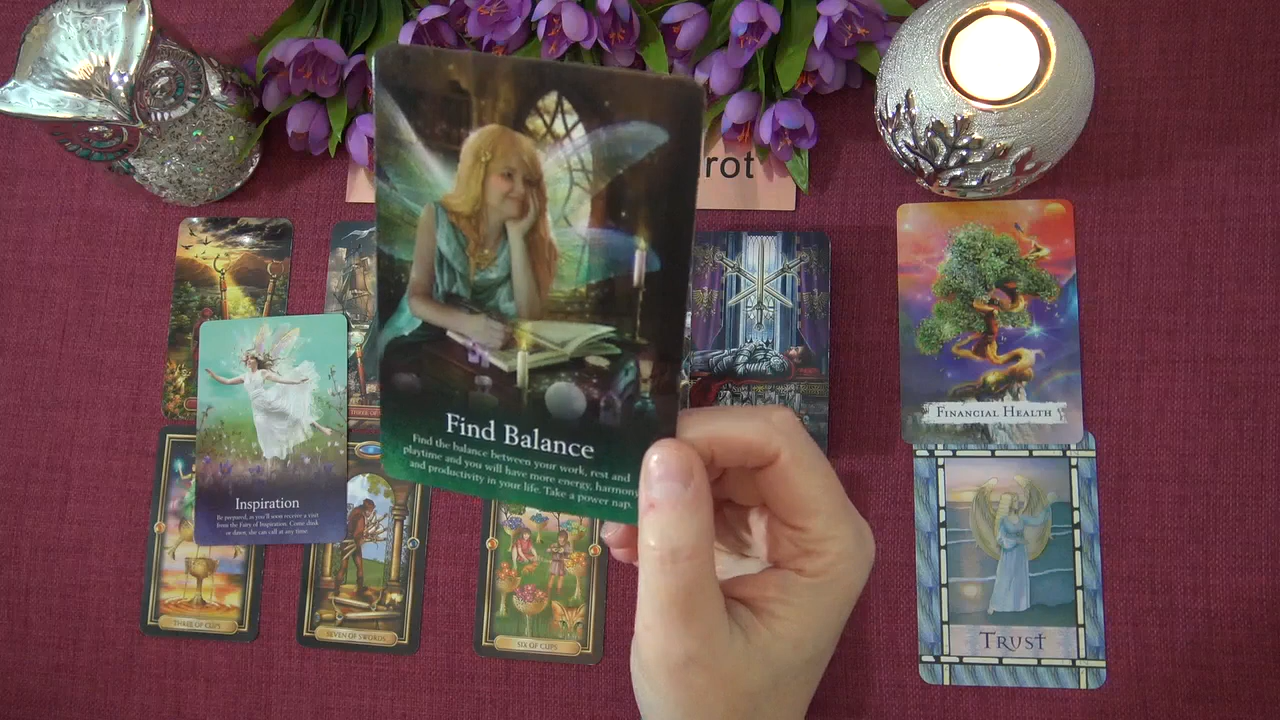 rot
THREE OF
FINANCIAL HEALTH
Find Balance
Find the balance between your work, rest and
playtime and you will have more energy, harmony
and productivity in your life. Take a power nap.
Inspiration
Be prepared, as you'll soon receive a visit
from the Fairy of Inspiration. Come dusk
or dawn, she can call at any time.
THREE OF CUPS
SEVEN OF SWORDS
SIX OF CUPS
TRUST